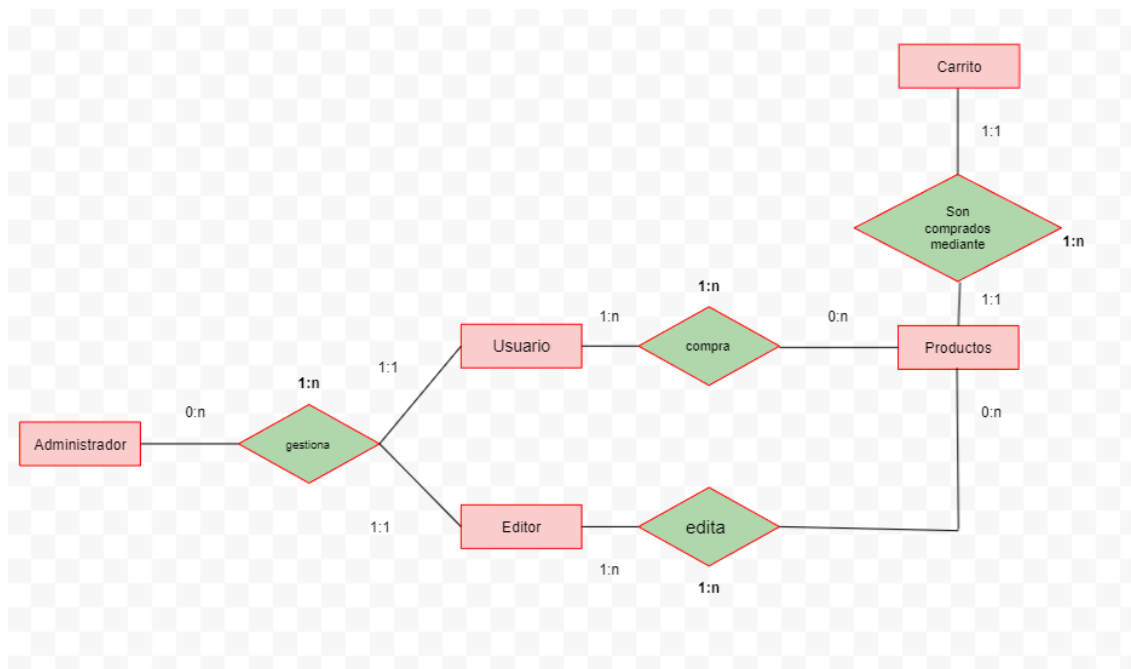 Carrito
1:1
Son
comprados
mediante
1:n
1:1
1:n
1:n
0:n
Usuario
compra
Productos
1:1
1:n
0:n
0:n
Administrador
gestiona
1:1
Editor
edita
1:n
1:n